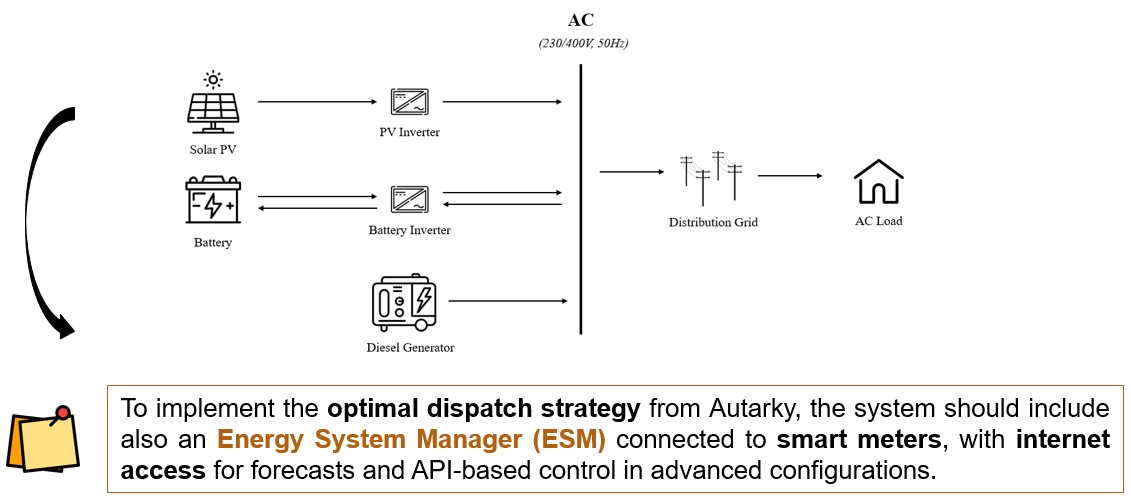 AC
(230/400V, 50Hz)
Solar PV
PV Inverter
Battery
Battery Inverter
Distribution Grid
AC Load
Diesel Generator
To implement the optimal dispatch strategy from Autarky, the system should include
also an Energy System Manager (ESM) connected to smart meters, with internet
access for forecasts and API-based control in advanced configurations.